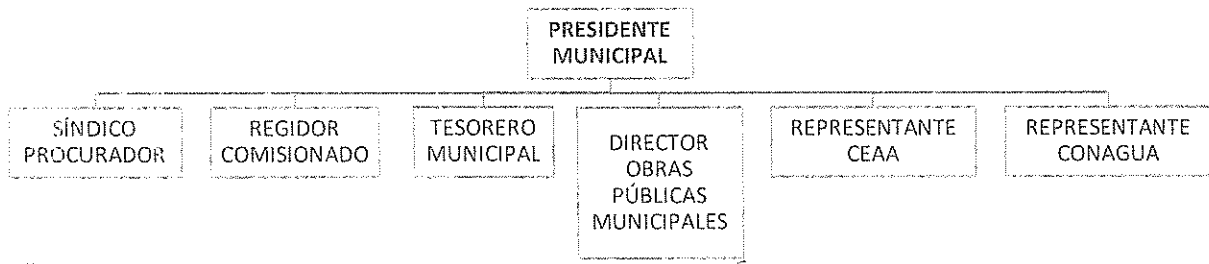 PRESIDENTE
MUNICIPAL
SÍNDICO
PROCURADOR
REGIDOR
COMISIONADO
TESORERO
MUNICIPAL
DIRECTOR
OBRAS
PÚBLICAS
MUNICIPALES
REPRESENTANTE
CEAA
REPRESENTANTE
CONAGUA